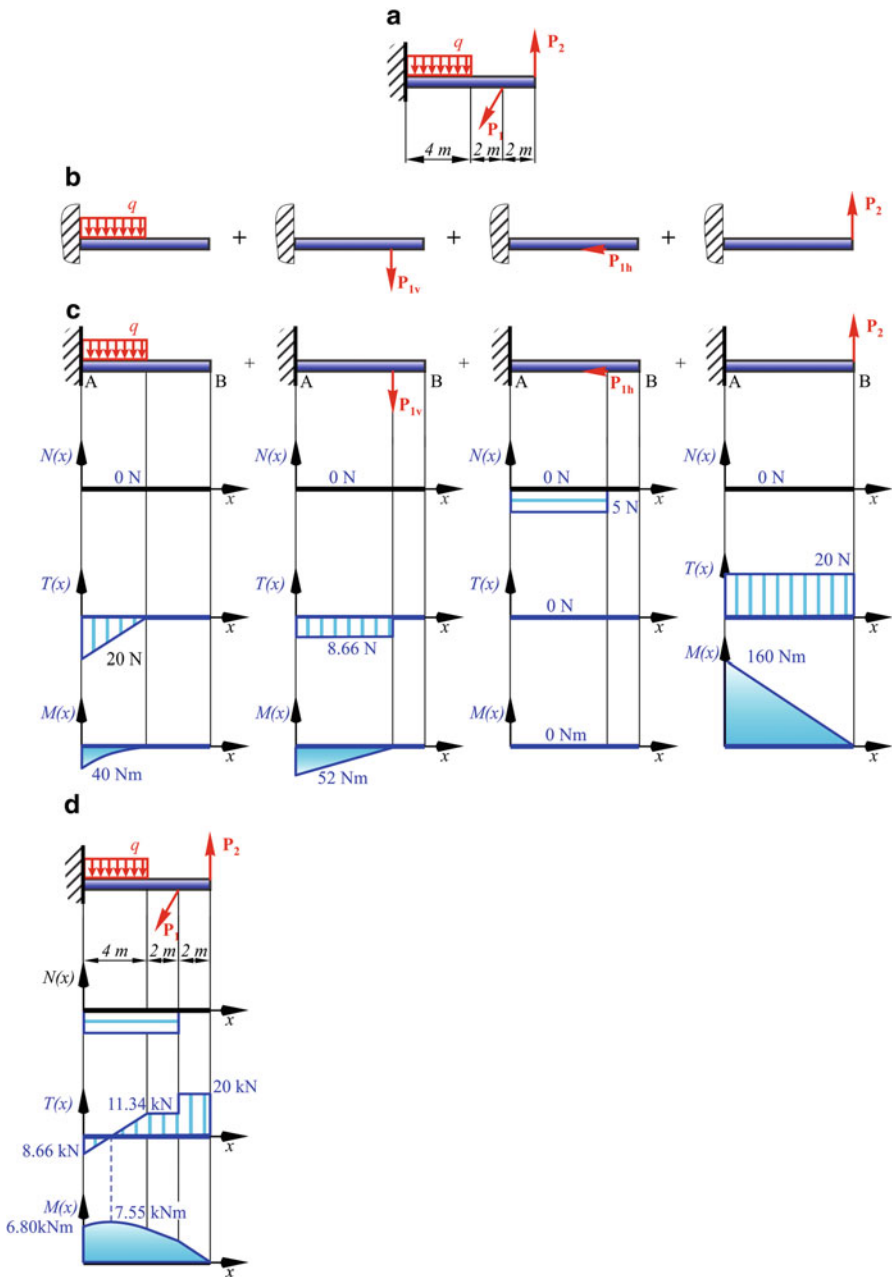 a
q
P2
P1
4 m 2 m 2 m
b
q + P1v + P1h + P2
c
q
P2
A B + A B + A B + A B
P1v
P1h
N(x) 0 N x
N(x) 0 N x
N(x) 0 N x
5 N
N(x) 0 N x
T(x) x
20 N
T(x) x
8.66 N
T(x) 0 N x
T(x) 20 N x
M(x) x
40 Nm
M(x) x
52 Nm
M(x) 0 Nm x
M(x) 160 Nm x
d
q
P2
P1
4 m 2 m 2 m
N(x)
x
20 kN
T(x) 11.34 kN
8.66 kN x
M(x) 7.55 kNm
6.80kNm
x